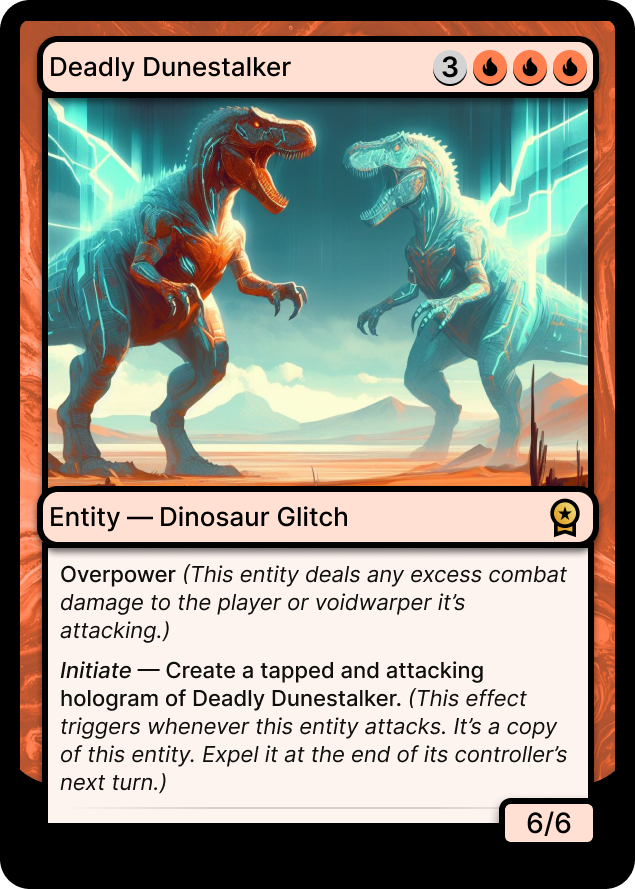 Deadly Dunestalker
3
Entity — Dinosaur Glitch
Overpower (This entity deals any excess combat
damage to the player or voidwarper it’s
attacking.)
Initiate — Create a tapped and attacking
hologram of Deadly Dunestalker. (This effect
triggers whenever this entity attacks. It’s a copy
of this entity. Expel it at the end of its controller’s
next turn.)
6/6